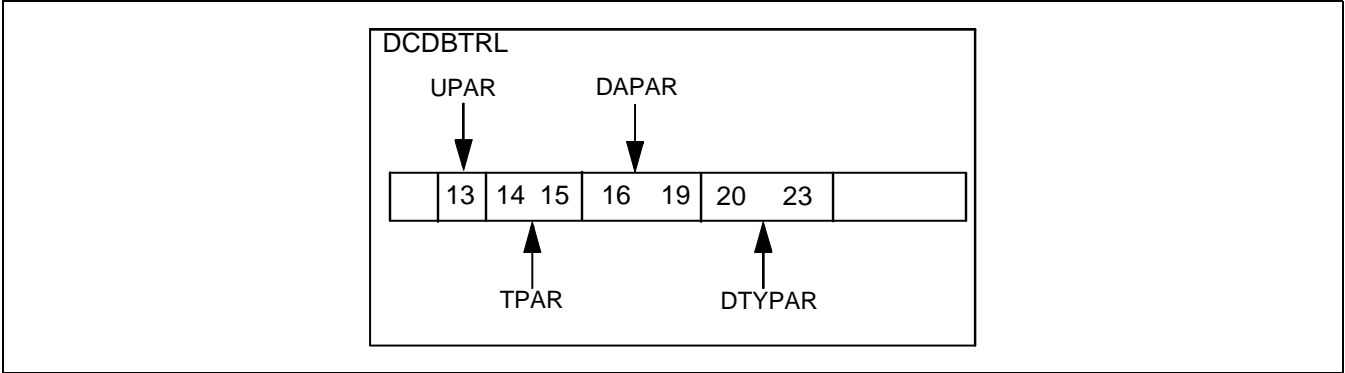 DCDBTRL
UPAR DAPAR
13 14 15 16 19 20 23
TPAR DTYPAR